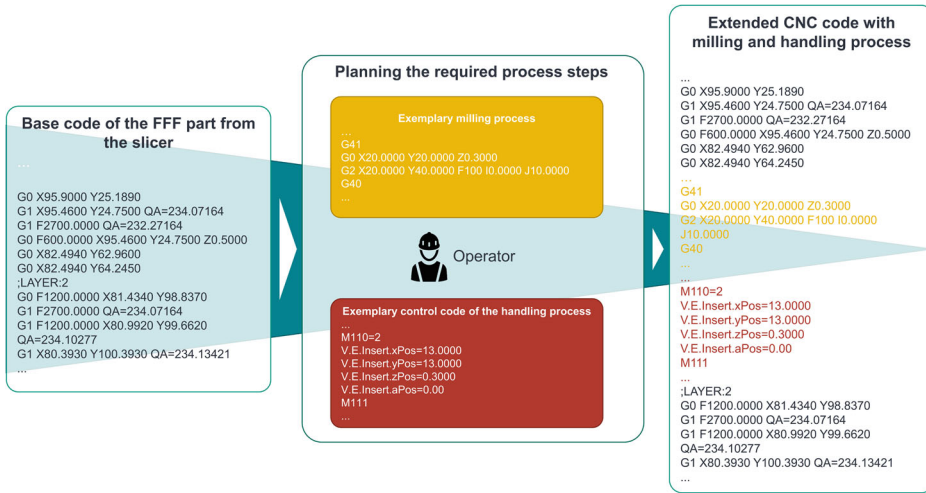 Base code of the FFF part from
the slicer
...
G0 X95.9000 Y25.1890
G1 X95.4600 Y24.7500 QA=234.07164
G1 F2700.0000 QA=232.27164
G0 F600.0000 X95.4600 Y24.7500 Z0.5000
G0 X82.4940 Y62.9600
G0 X82.4940 Y64.2450
;LAYER:2
G0 F1200.0000 X81.4340 Y98.8370
G1 F2700.0000 QA=234.07164
G1 F1200.0000 X80.9920 Y99.6620
QA=234.10277
G1 X80.3930 Y100.3930 QA=234.13421
...
Planning the required process steps
Exemplary milling process
...
G41
G0 X20.0000 Y20.0000 Z0.3000
G2 X20.0000 Y40.0000 F100 I0.0000 J10.0000
G40
...
Operator
Exemplary control code of the handling process
...
M110=2
V.E.Insert.xPos=13.0000
V.E.Insert.yPos=13.0000
V.E.Insert.zPos=0.3000
V.E.Insert.aPos=0.00
M111
...
Extended CNC code with
milling and handling process
...
G0 X95.9000 Y25.1890
G1 X95.4600 Y24.7500 QA=234.07164
G1 F2700.0000 QA=232.27164
G0 F600.0000 X95.4600 Y24.7500 Z0.5000
G0 X82.4940 Y62.9600
G0 X82.4940 Y64.2450
...
G41
G0 X20.0000 Y20.0000 Z0.3000
G2 X20.0000 Y40.0000 F100 I0.0000
J10.0000
G40
...
...
M110=2
V.E.Insert.xPos=13.0000
V.E.Insert.yPos=13.0000
V.E.Insert.zPos=0.3000
V.E.Insert.aPos=0.00
M111
...
;LAYER:2
G0 F1200.0000 X81.4340 Y98.8370
G1 F2700.0000 QA=234.07164
G1 F1200.0000 X80.9920 Y99.6620
QA=234.10277
G1 X80.3930 Y100.3930 QA=234.13421
...